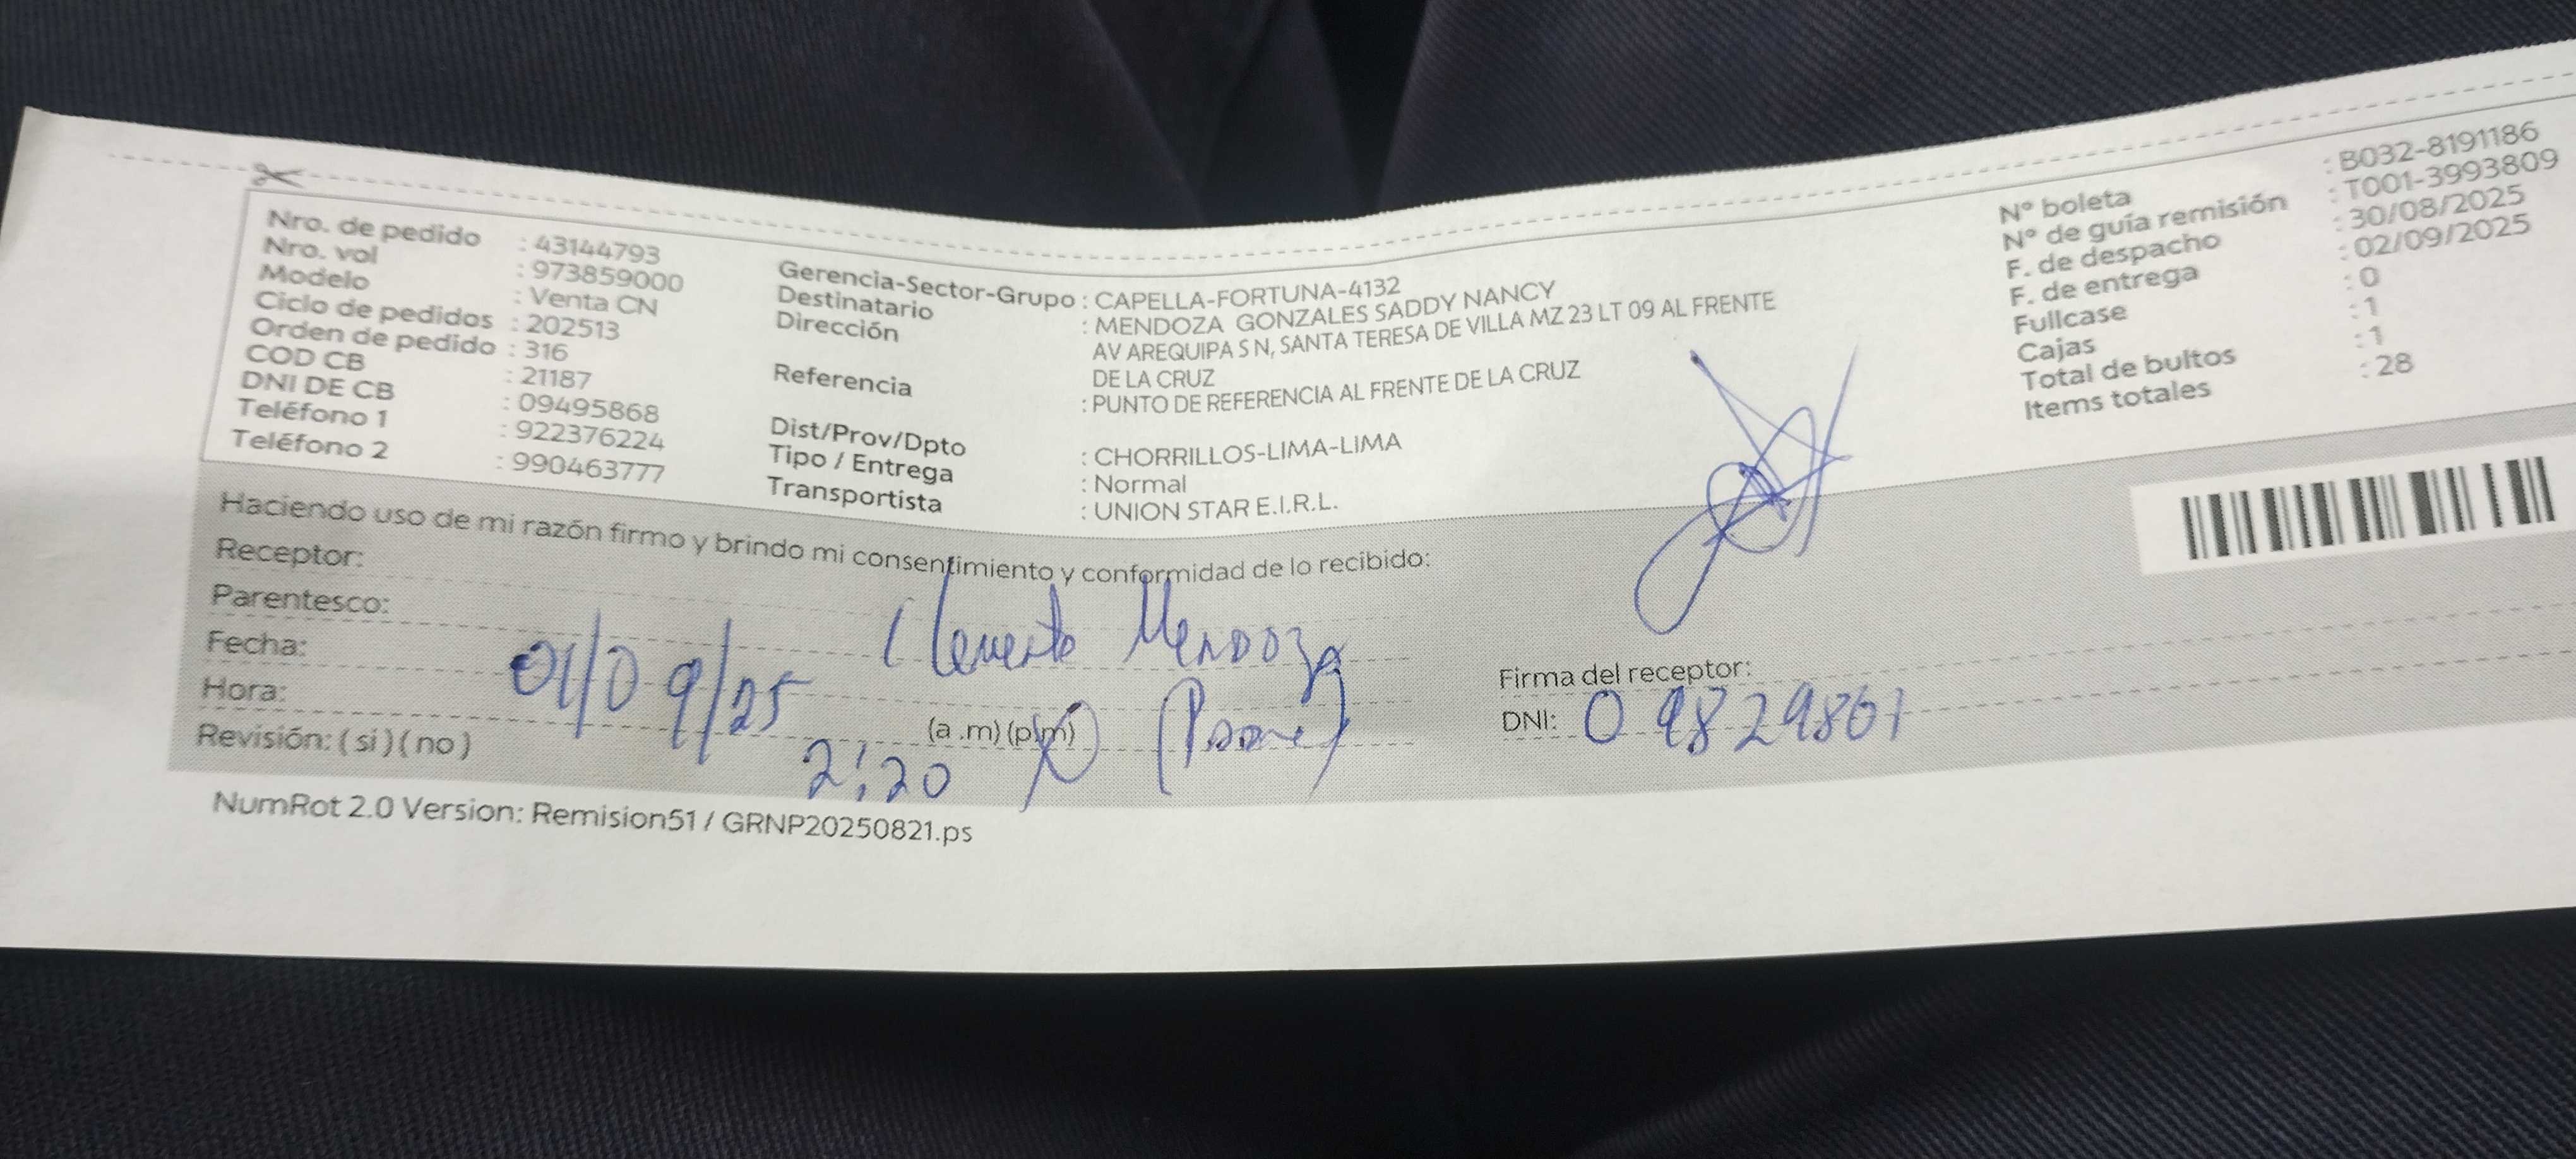 Nro. de pedido : 43144793
Nro. vol : 973859000
Modelo : Venta CN
Ciclo de pedidos : 202513
Orden de pedido : 316
COD CB : 21187
DNI DE CB : 09495868
Teléfono 1 : 922376224
Teléfono 2 : 990463777
Gerencia-Sector-Grupo : CAPELLA-FORTUNA-4132
Destinatario : MENDOZA GONZALES SADDY NANCY
Dirección : AV AREQUIPA S N, SANTA TERESA DE VILLA MZ 23 LT 09 AL FRENTE
DE LA CRUZ
Referencia : PUNTO DE REFERENCIA AL FRENTE DE LA CRUZ
Dist/Prov/Dpto : CHORRILLOS-LIMA-LIMA
Tipo / Entrega : Normal
Transportista : UNION STAR E.I.R.L.
N° boleta : B032-8191186
N° de guía remisión : T001-3993809
F. de despacho : 30/08/2025
F. de entrega : 02/09/2025
Fullcase : 0
Cajas : 1
Total de bultos : 1
Items totales : 28
Haciendo uso de mi razón firmo y brindo mi consentimiento y conformidad de lo recibido:
Receptor: Clemente Mendoza
Parentesco:
Fecha: 01/09/25
Hora: 2:20 (a .m) (p.m)
Revisión: ( si ) ( no )
Firma del receptor:
DNI: 09829861
NumRot 2.0 Version: Remision51 / GRNP20250821.ps